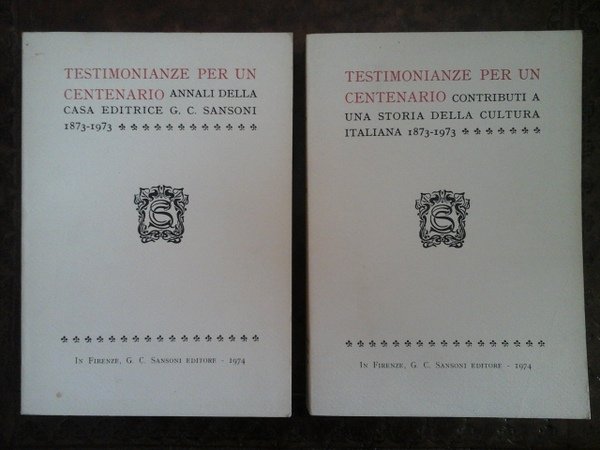 TESTIMONIANZE PER UN
CENTENARIO ANNALI DELLA
CASA EDITRICE G. C. SANSONI
1873-1973
IN FIRENZE, G. C. SANSONI EDITORE - 1974
TESTIMONIANZE PER UN
CENTENARIO CONTRIBUTI A
UNA STORIA DELLA CULTURA
ITALIANA 1873-1973
IN FIRENZE, G. C. SANSONI EDITORE - 1974